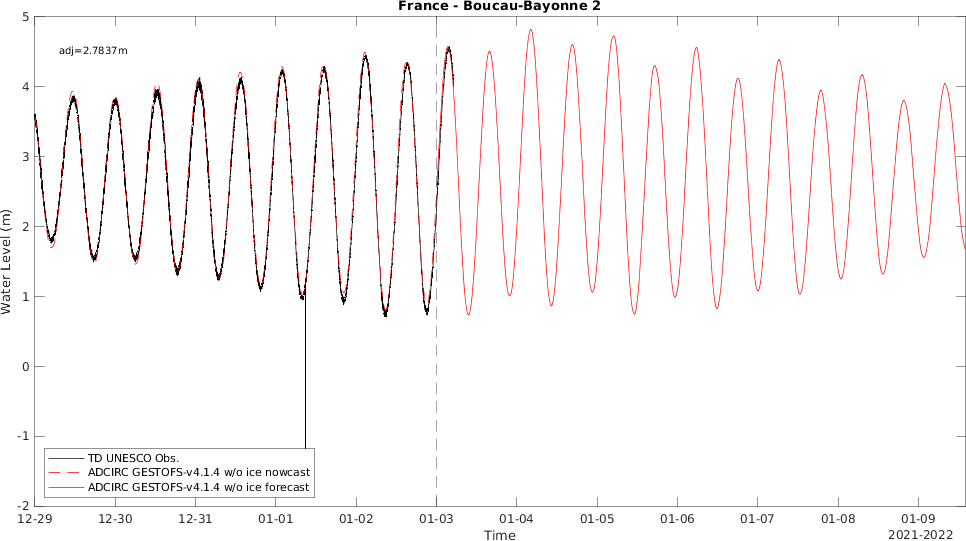 France - Boucau-Bayonne 2
adj=2.7837m
5
4
3
2
1
0
-1
-2
Water Level (m)
TD UNESCO Obs.
ADCIRC GESTOFS-v4.1.4 w/o ice nowcast
ADCIRC GESTOFS-v4.1.4 w/o ice forecast
12-29 12-30 12-31 01-01 01-02 01-03 01-04 01-05 01-06 01-07 01-08 01-09
Time
2021-2022